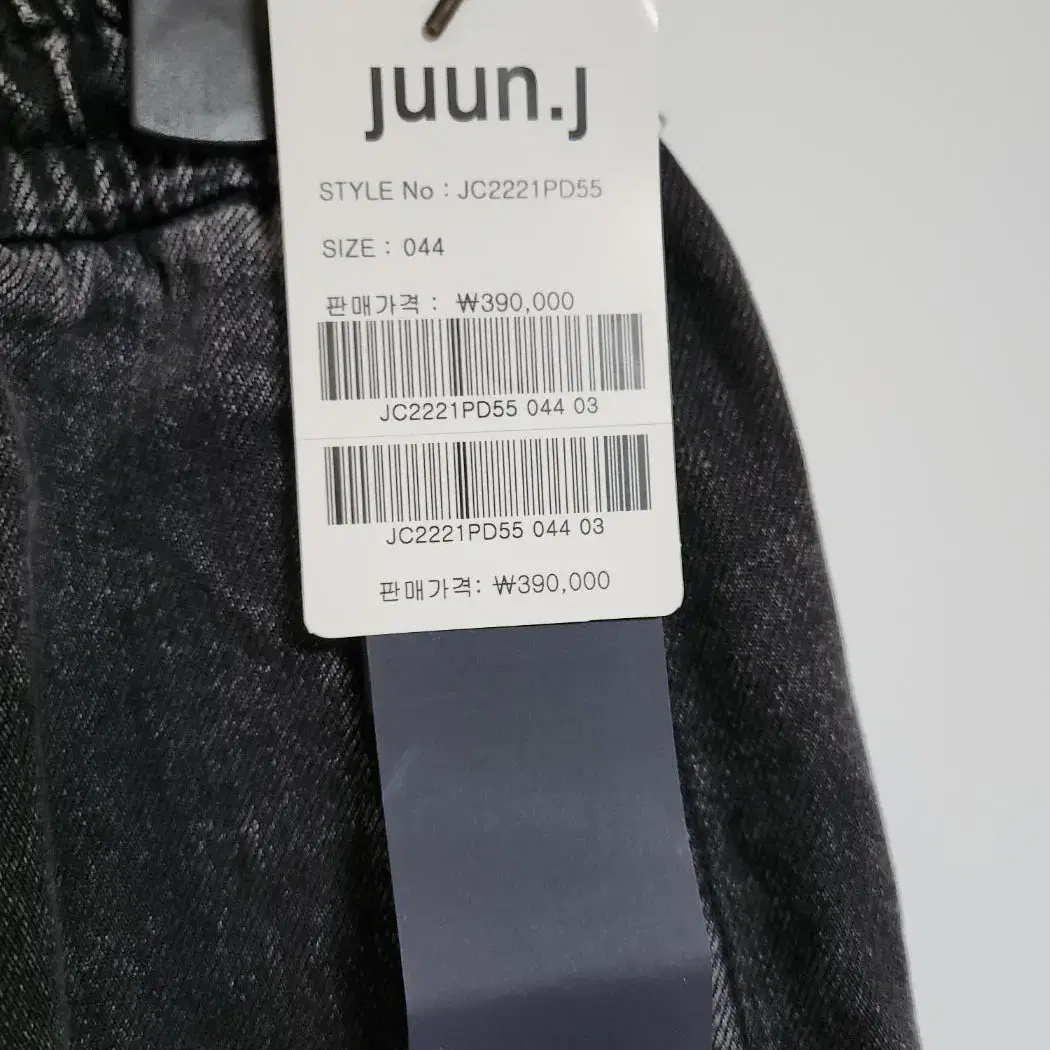 juun.j
STYLE No : JC2221PD55
SIZE : 044
판매가격 : ₩390,000
JC2221PD55 044 03
JC2221PD55 044 03
판매가격: ₩390,000